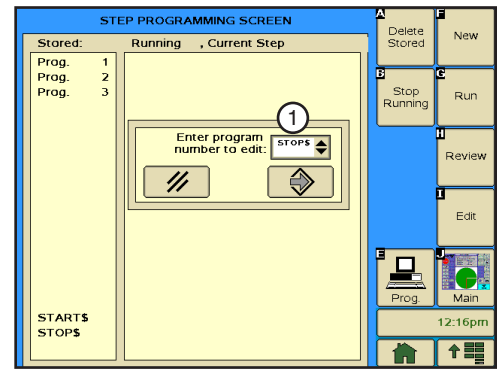 STEP PROGRAMMING SCREEN
Stored:
Running , Current Step
Prog. 1
Prog. 2
Prog. 3
START$
STOP$
1
Enter program
number to edit:
STOP$
A
Delete
Stored
F
New
B
Stop
Running
G
Run
H
Review
I
Edit
E
Prog.
J
Main
12:16pm